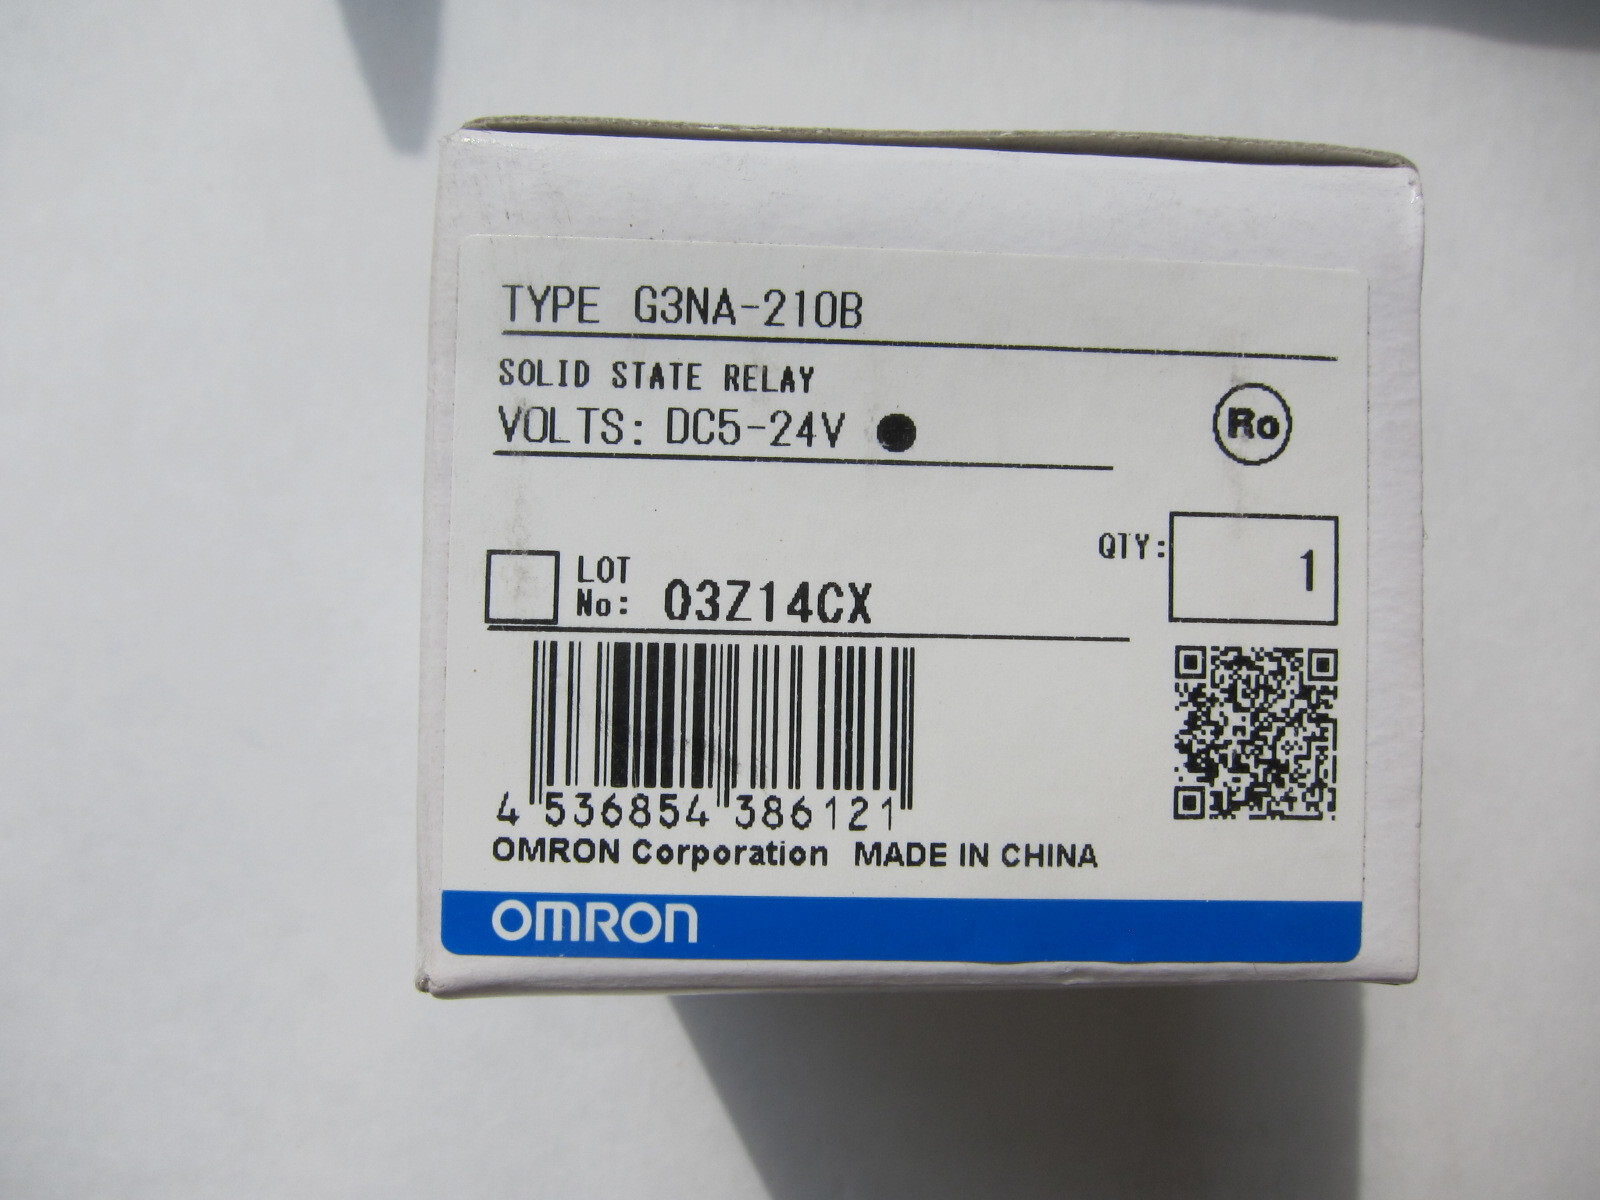 TYPE G3NA-210B
SOLID STATE RELAY
VOLTS: DC5-24V ●
Ro
QTY: 1
LOT No: 03Z14CX
4 536854 386121
OMRON Corporation MADE IN CHINA
OMRON